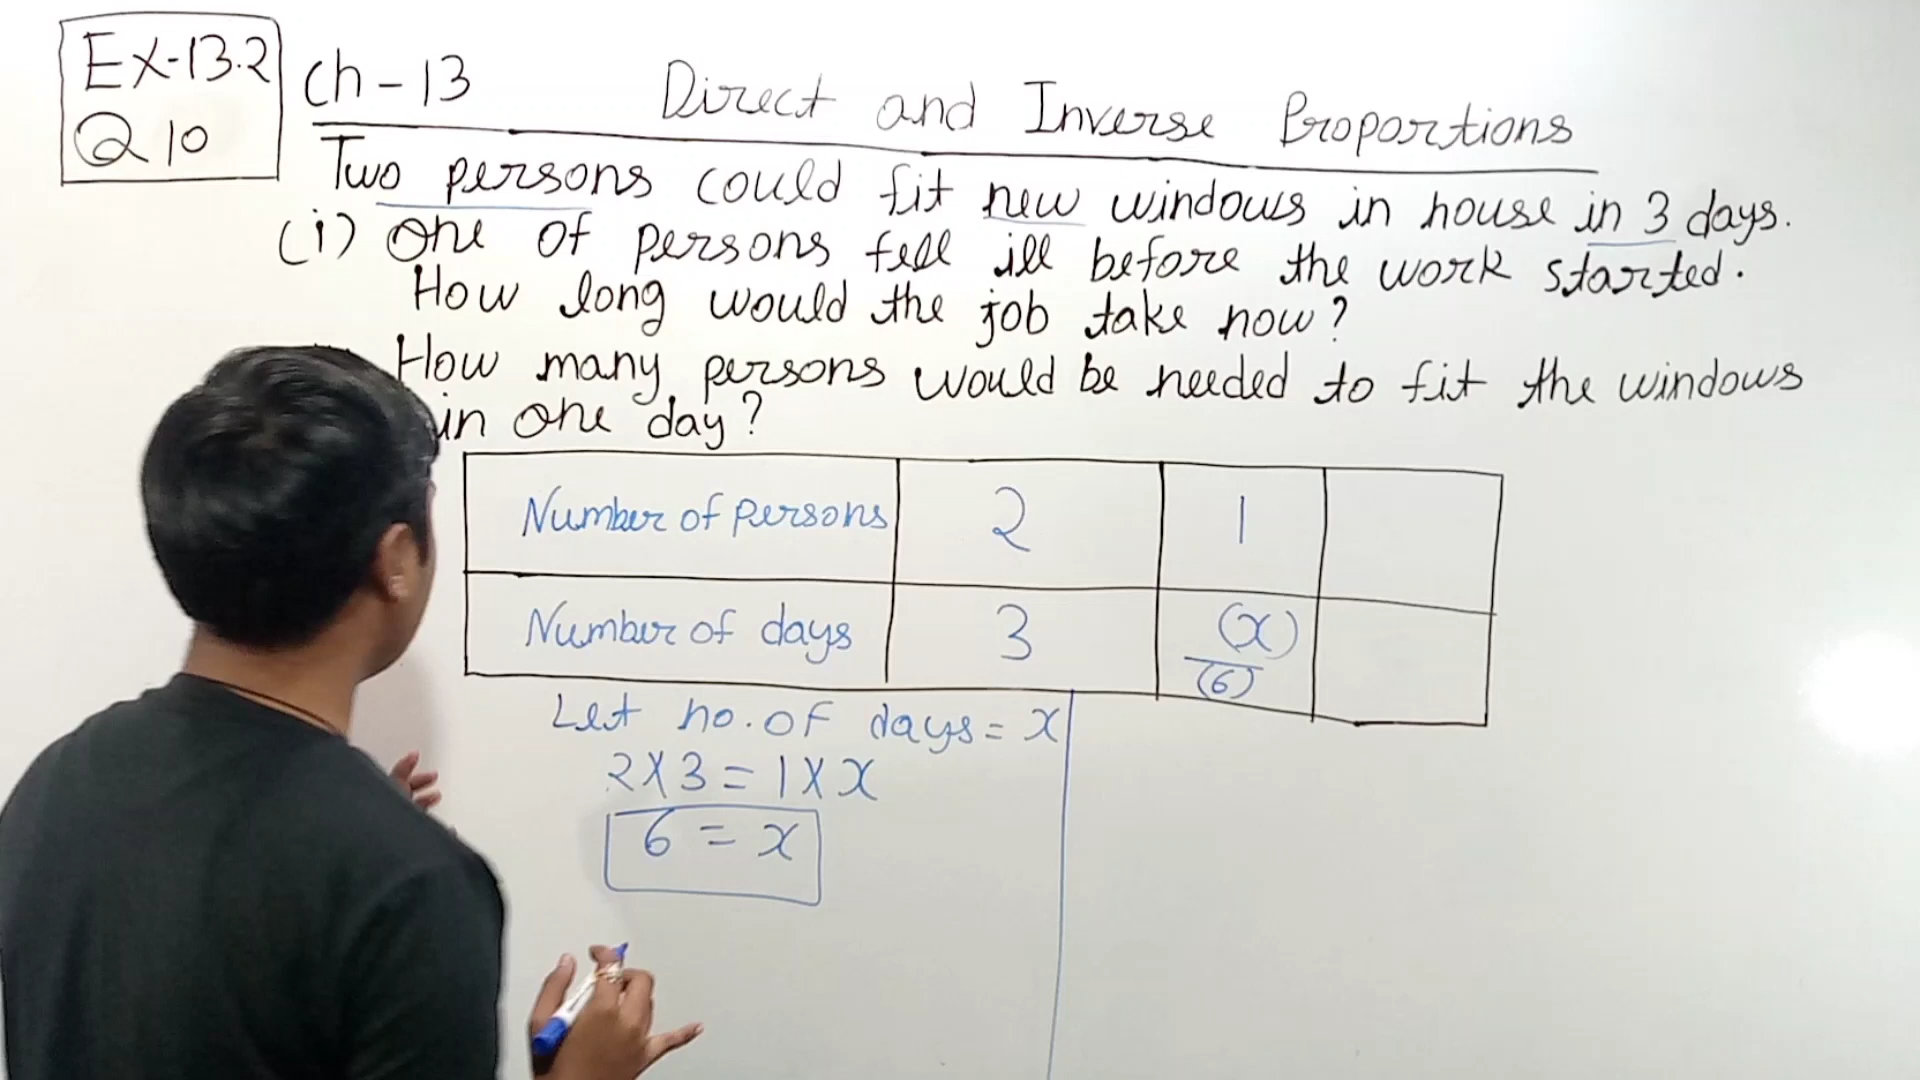 Ex-13.2
Q 10
Ch-13 Direct and Inverse Proportions
Two persons could fit new windows in house in 3 days.
(i) One of persons fell ill before the work started.
How long would the job take now?
How many persons would be needed to fit the windows
in one day?
Number of persons 2 1
Number of days 3 (x)
(6)
Let no. of days = x
2 X 3 = 1 X x
6 = x